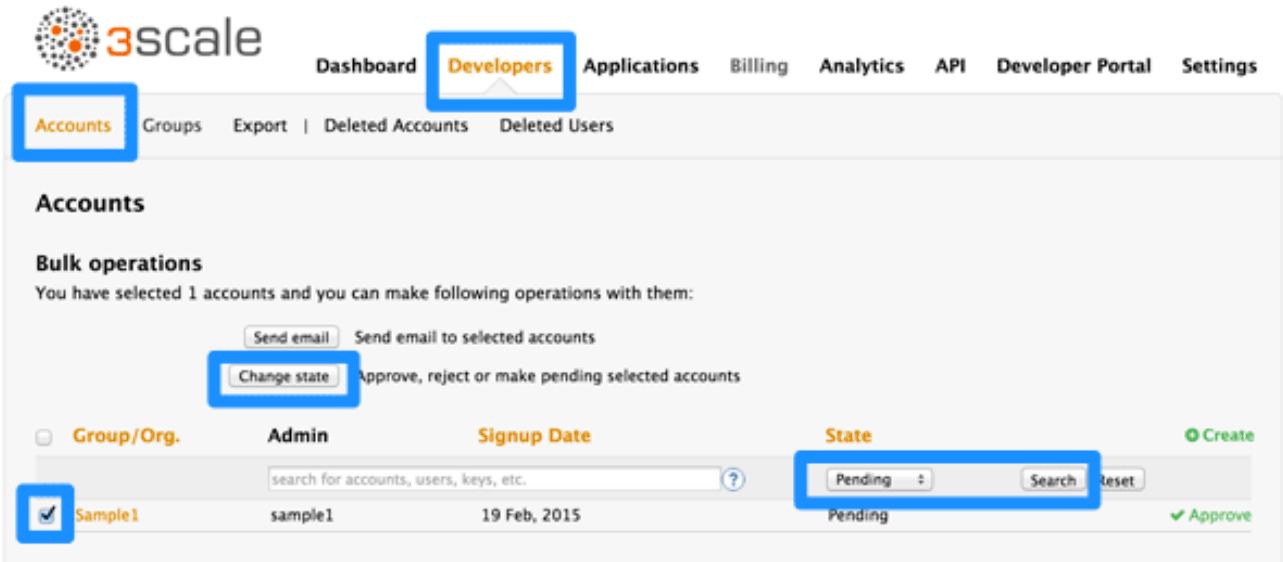 3scale
Dashboard Developers Applications Billing Analytics API Developer Portal Settings
Accounts Groups Export | Deleted Accounts Deleted Users
Accounts
Bulk operations
You have selected 1 accounts and you can make following operations with them:
Send email Send email to selected accounts
Change state Approve, reject or make pending selected accounts
Group/Org. Admin Signup Date State Create
search for accounts, users, keys, etc. ? Pending Search Reset
Sample1 sample1 19 Feb, 2015 Pending Approve